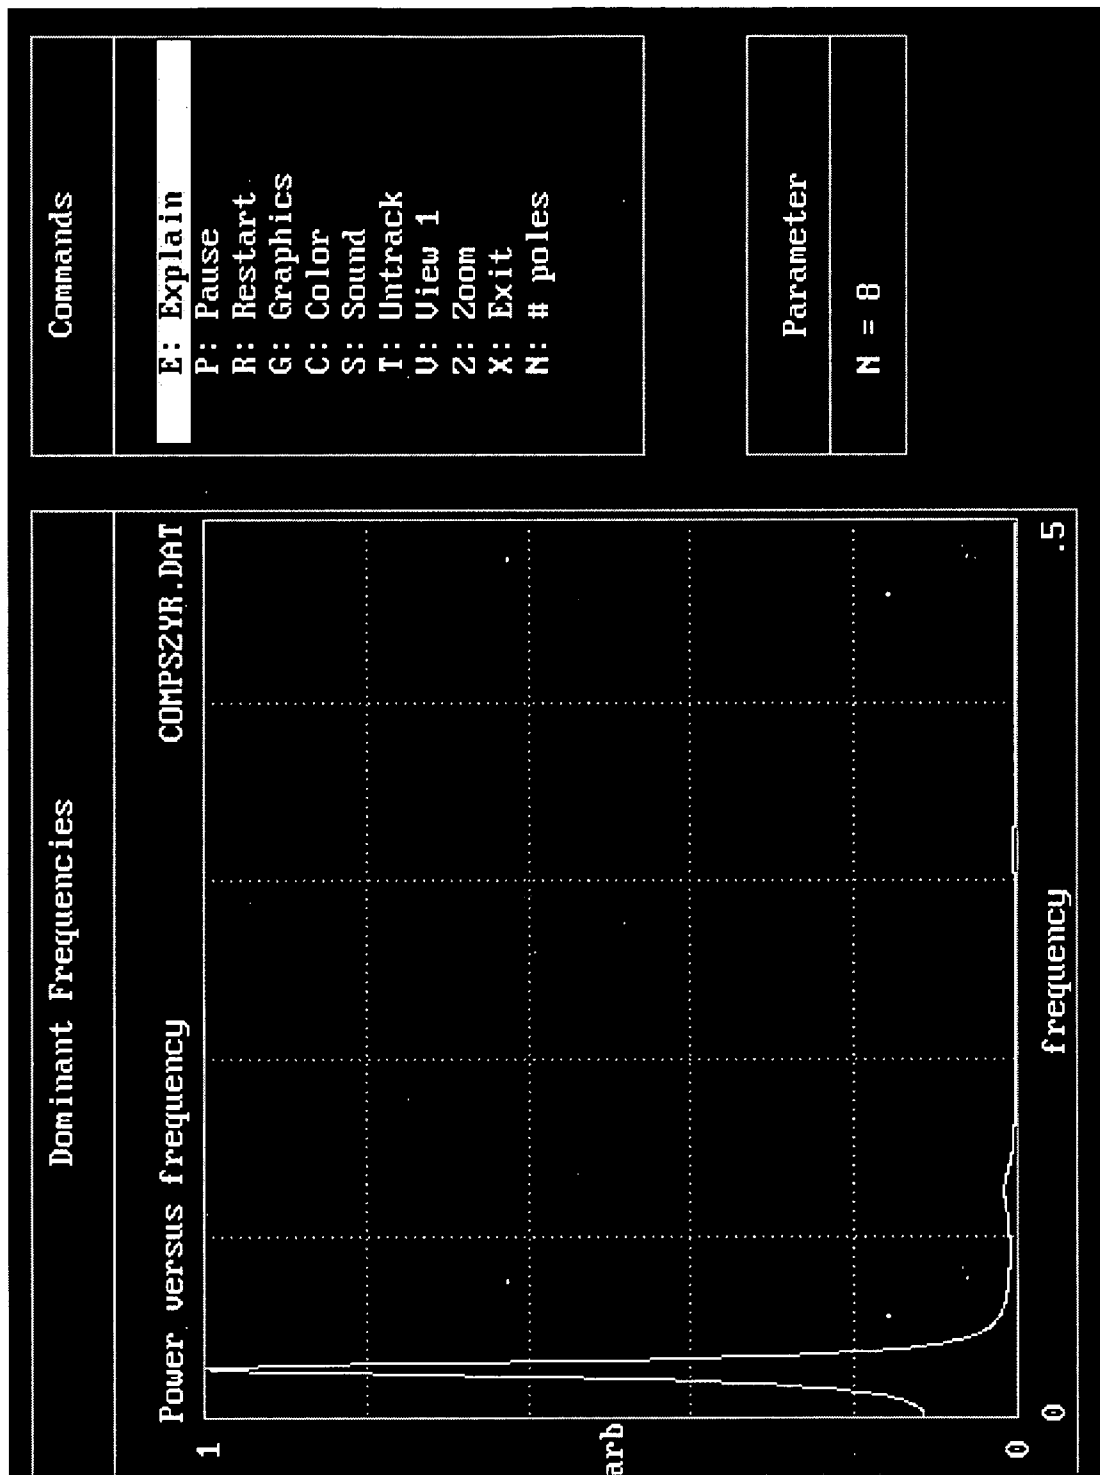 Dominant Frequencies
Power versus frequency COMPS2YR.DAT
1
arb
0
0 frequency .5
Commands
E: Explain
P: Pause
R: Restart
G: Graphics
C: Color
S: Sound
T: Untrack
V: View 1
Z: Zoom
X: Exit
N: # poles
Parameter
N = 8